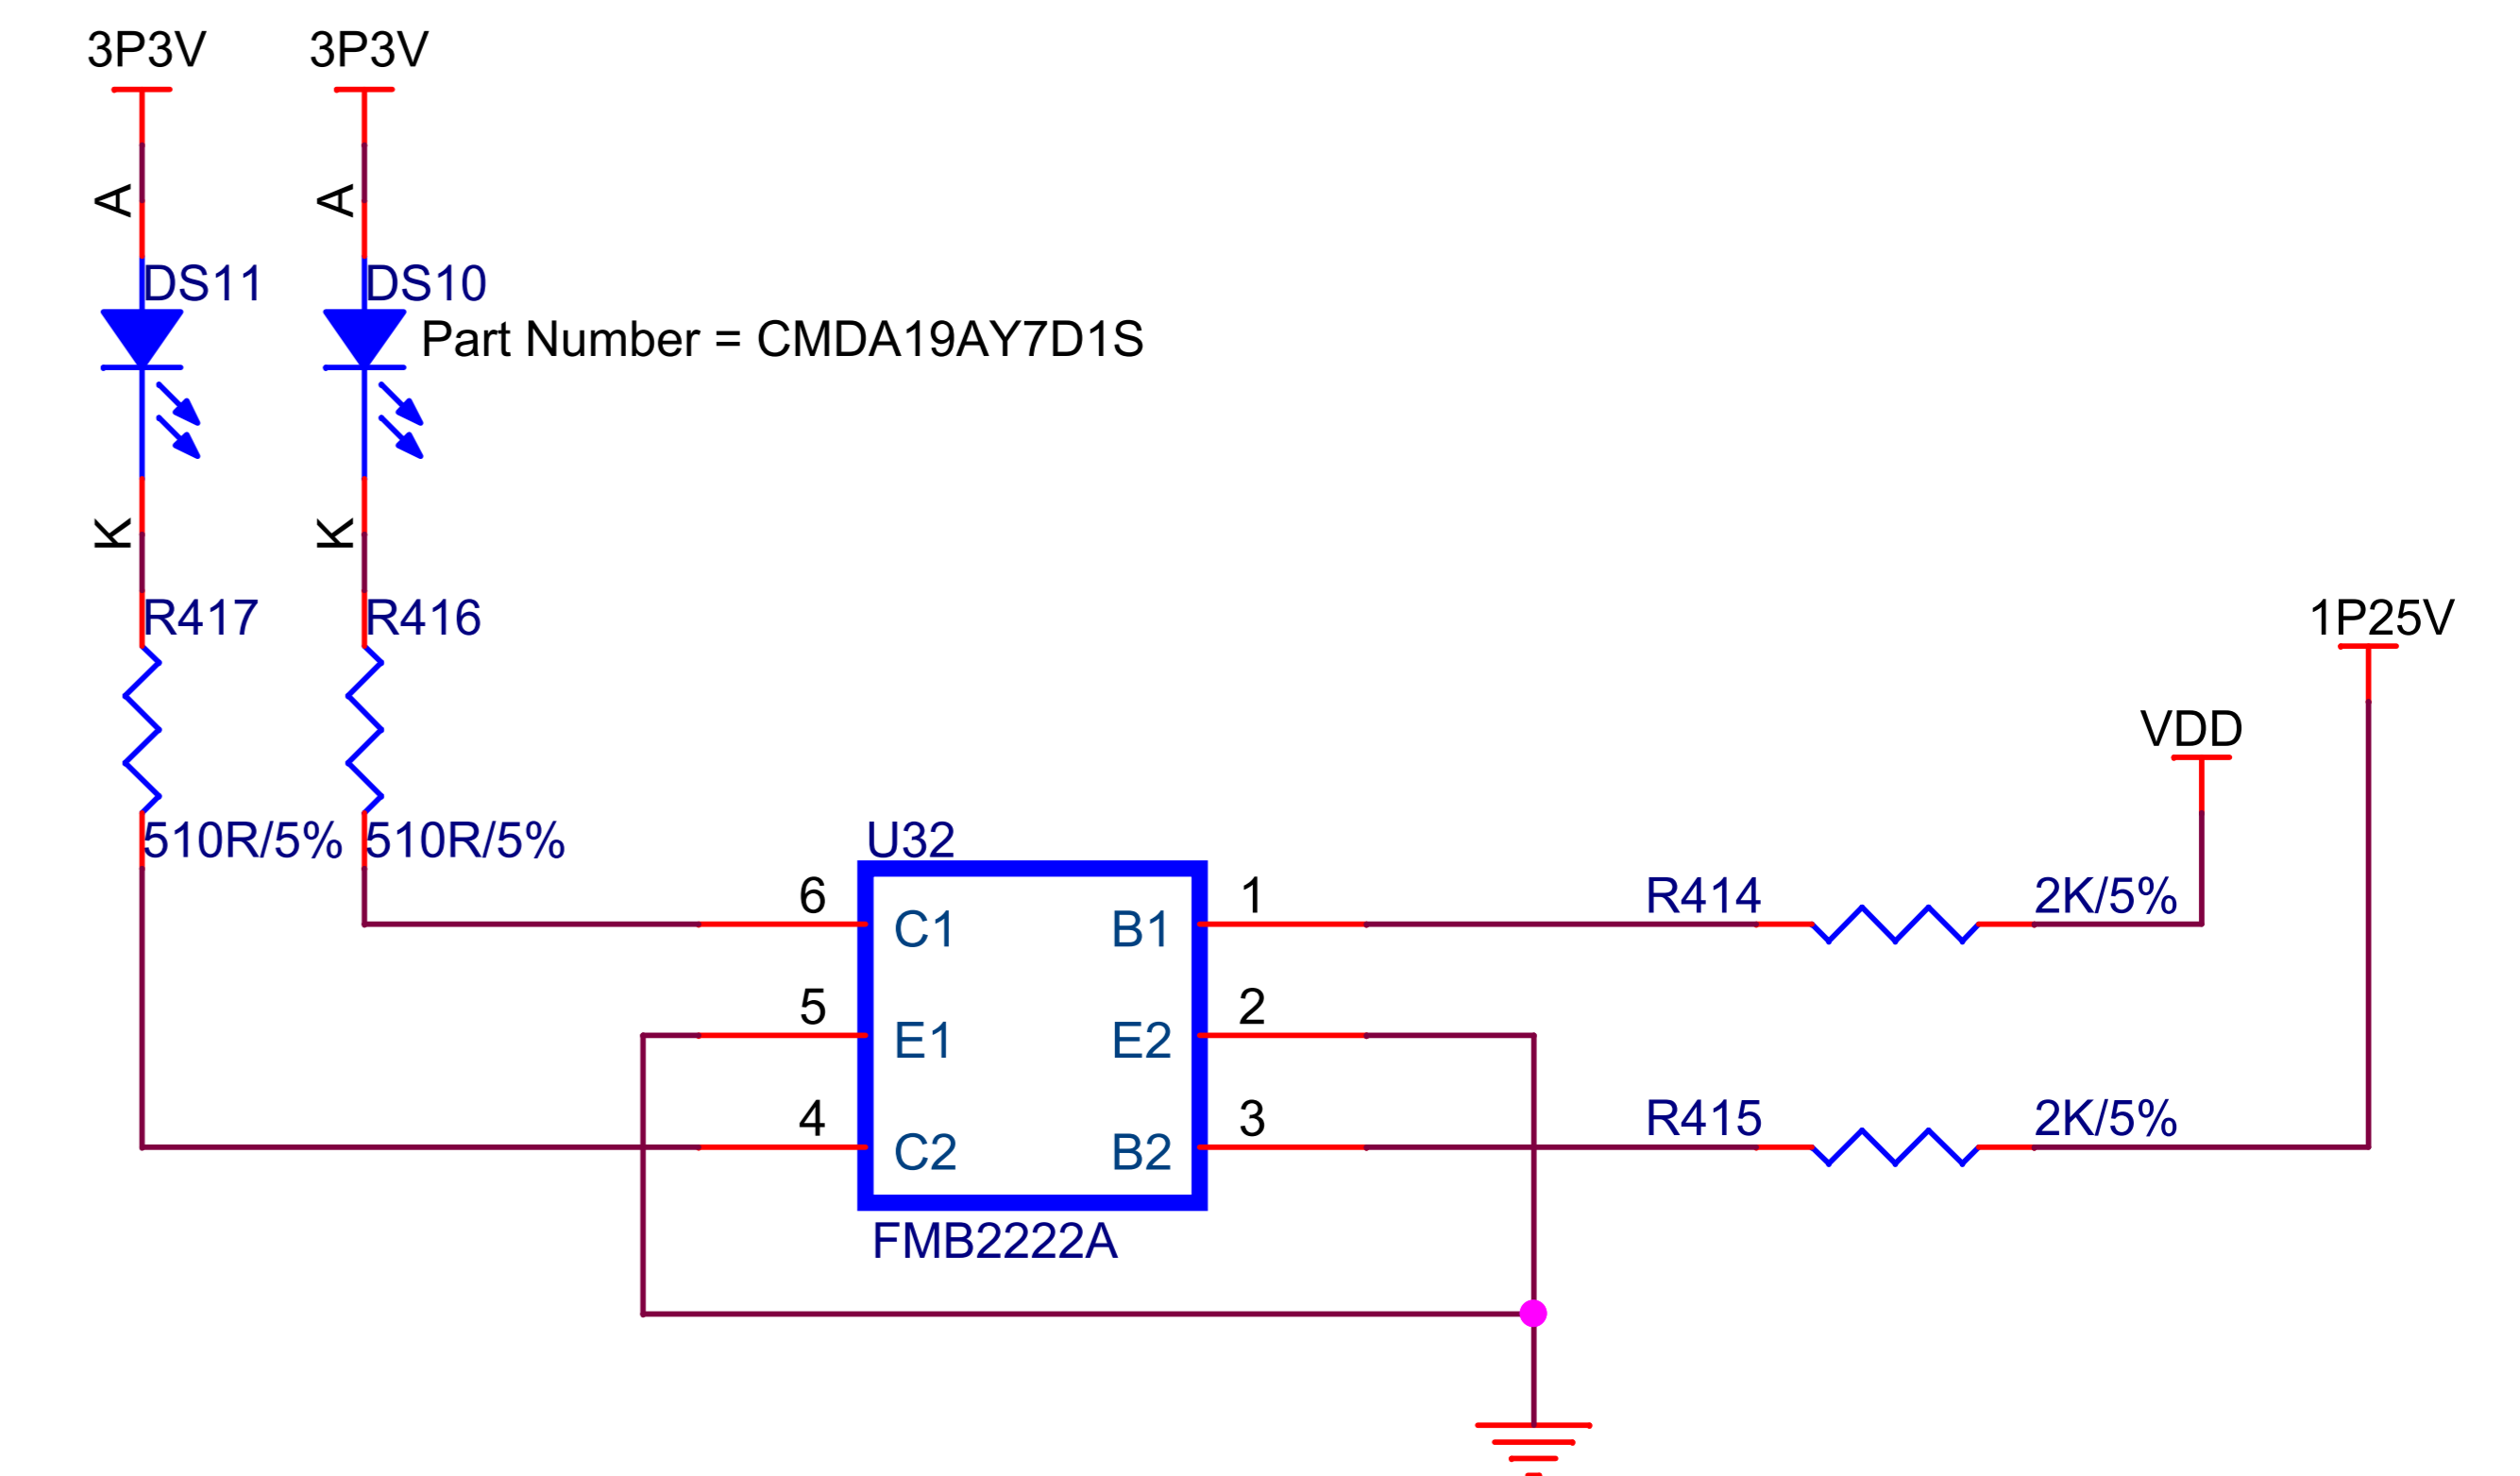 3P3V
3P3V
A
A
DS11
DS10
Part Number = CMDA19AY7D1S
K
K
R417
R416
1P25V
VDD
510R/5%
510R/5%
U32
6
1
R414
2K/5%
C1
B1
5
2
E1
E2
4
3
R415
2K/5%
C2
B2
FMB2222A